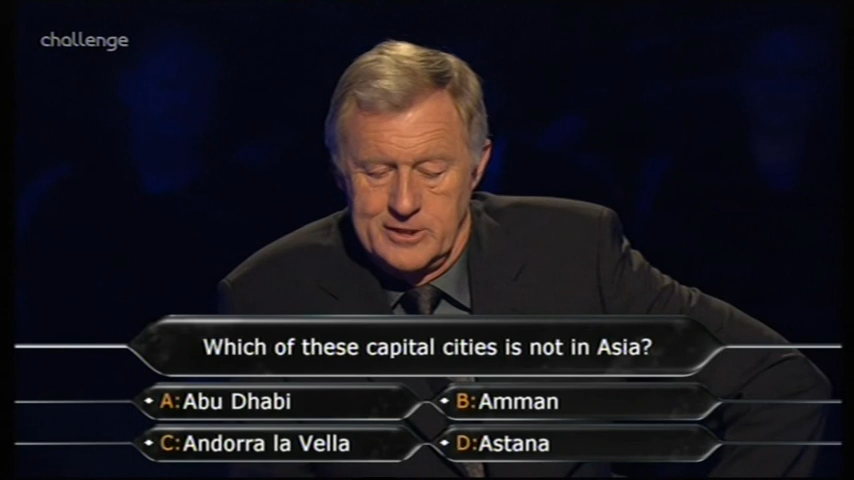 challenge
Which of these capital cities is not in Asia?
A:Abu Dhabi
B:Amman
C:Andorra la Vella
D:Astana